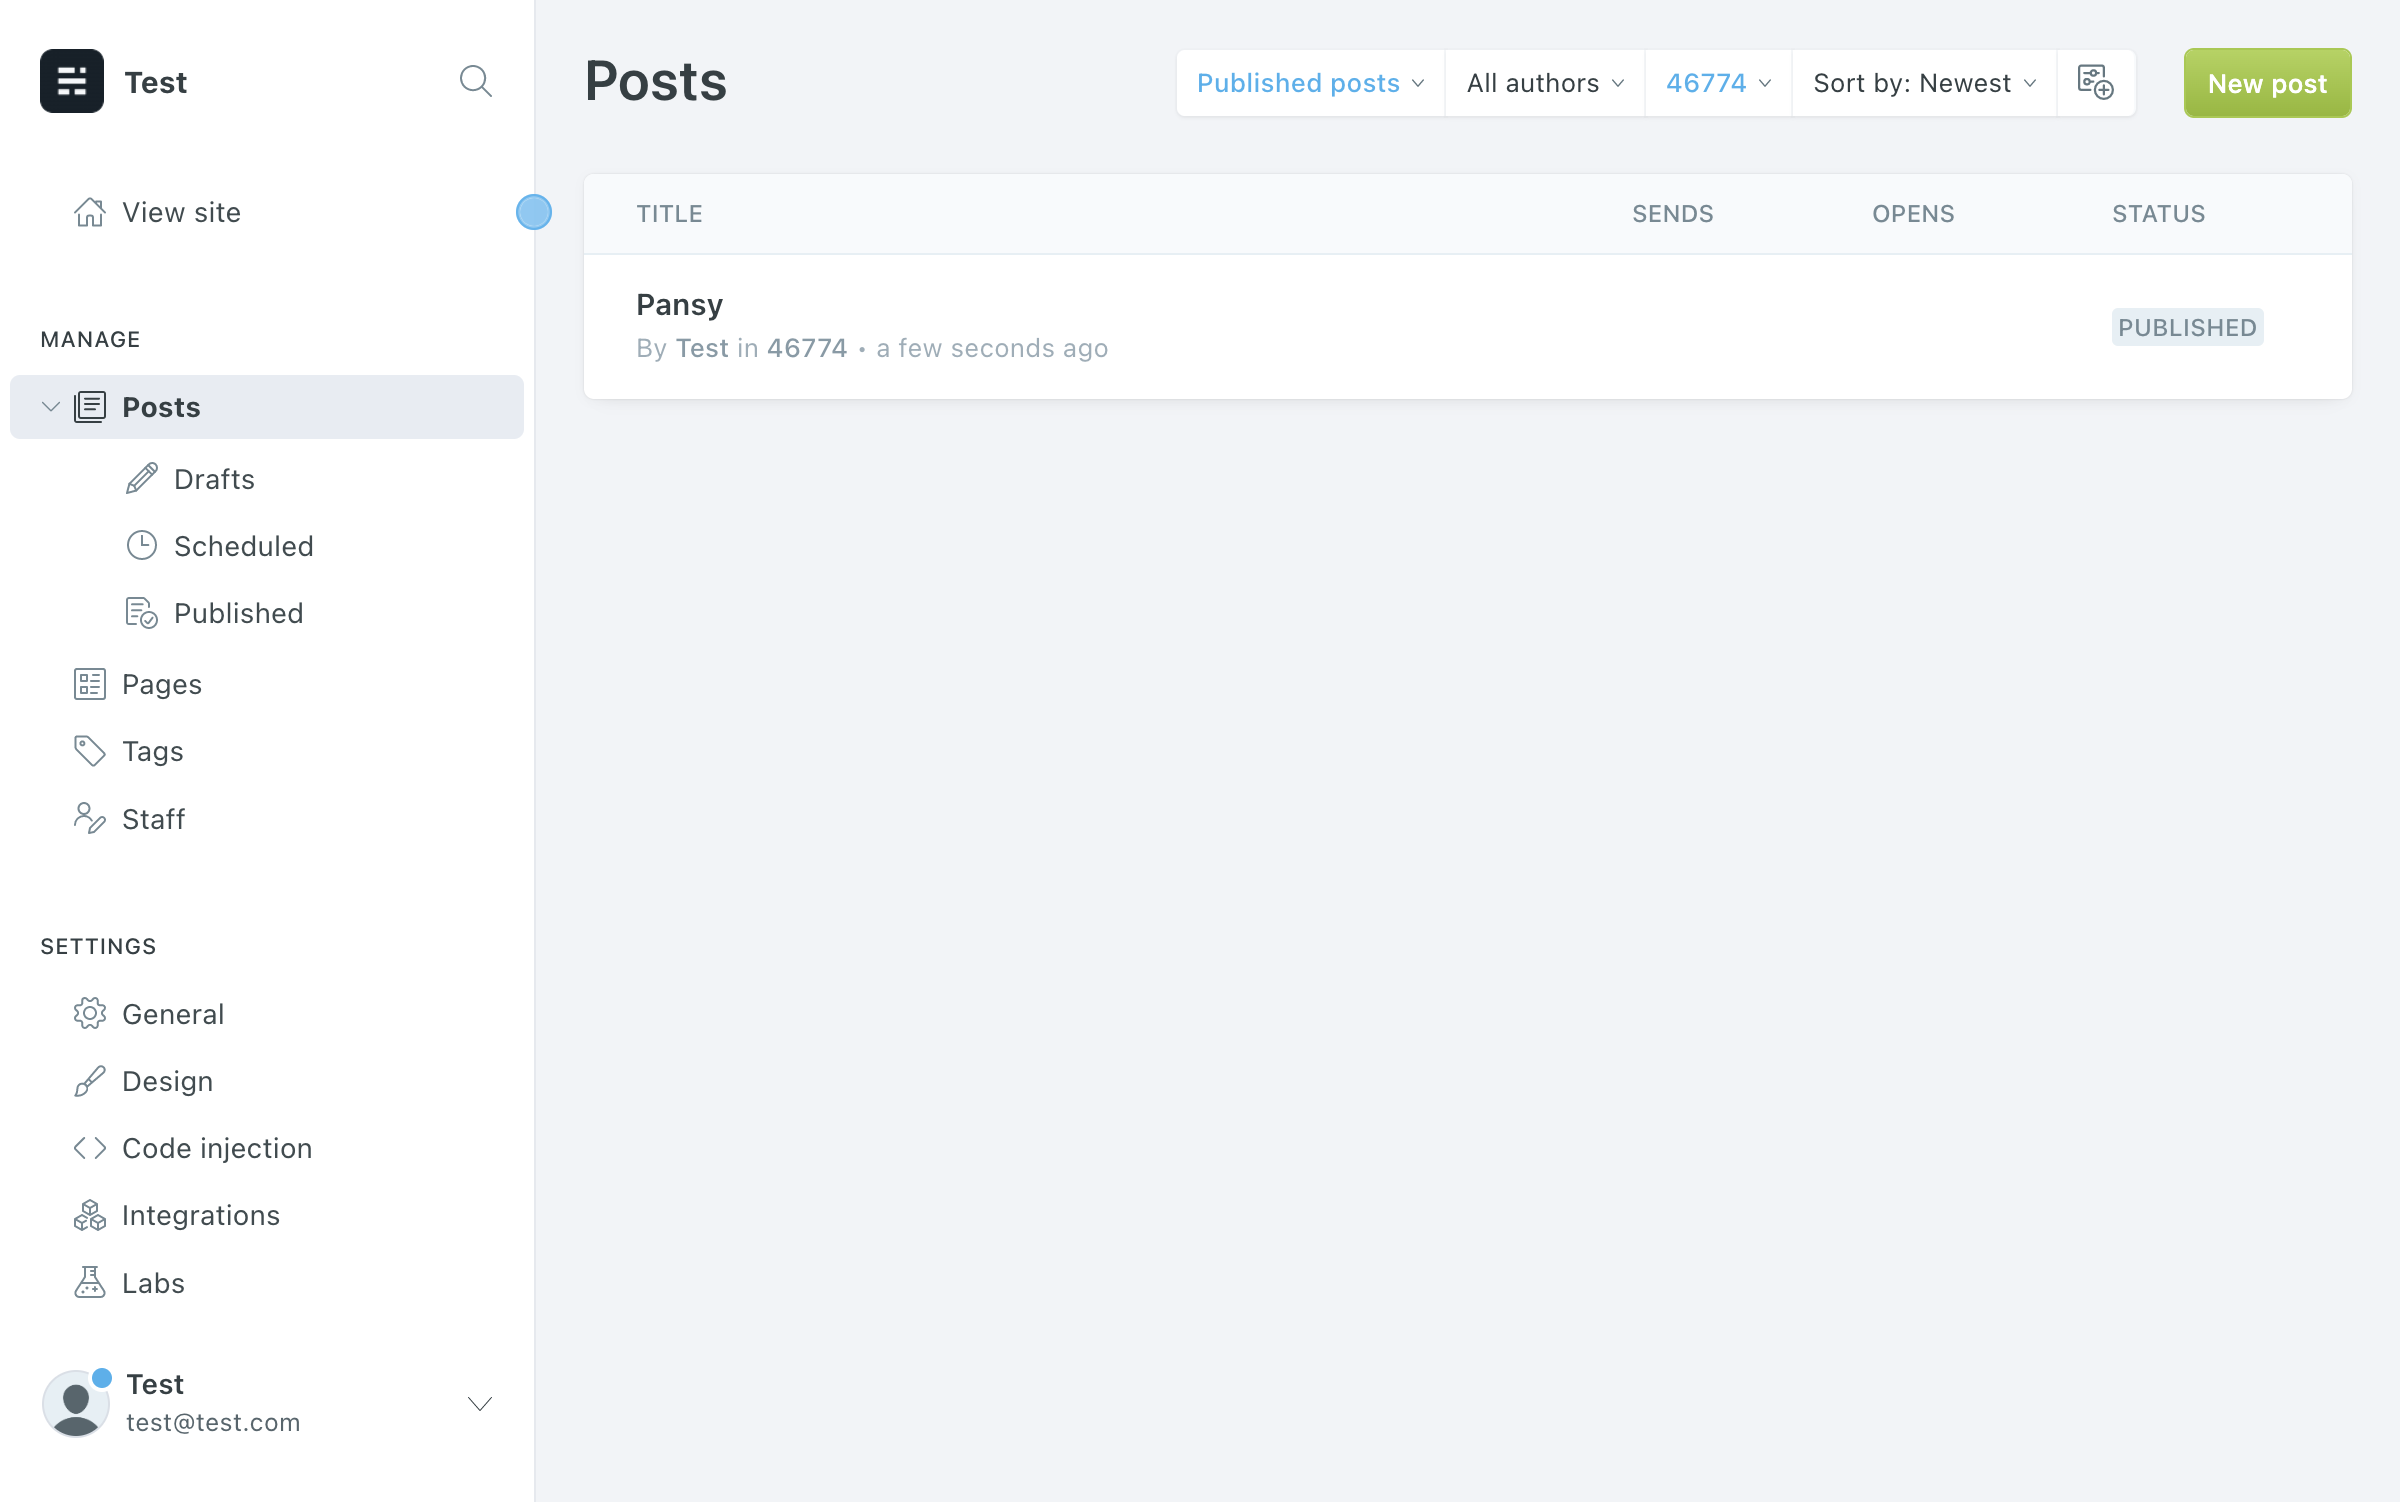 Test
View site
MANAGE
Posts
Drafts
Scheduled
Published
Pages
Tags
Staff
SETTINGS
General
Design
Code injection
Integrations
Labs
Test
test@test.com
Posts
Published posts
All authors
46774
Sort by: Newest
New post
TITLE SENDS OPENS STATUS
Pansy
By Test in 46774 • a few seconds ago
PUBLISHED